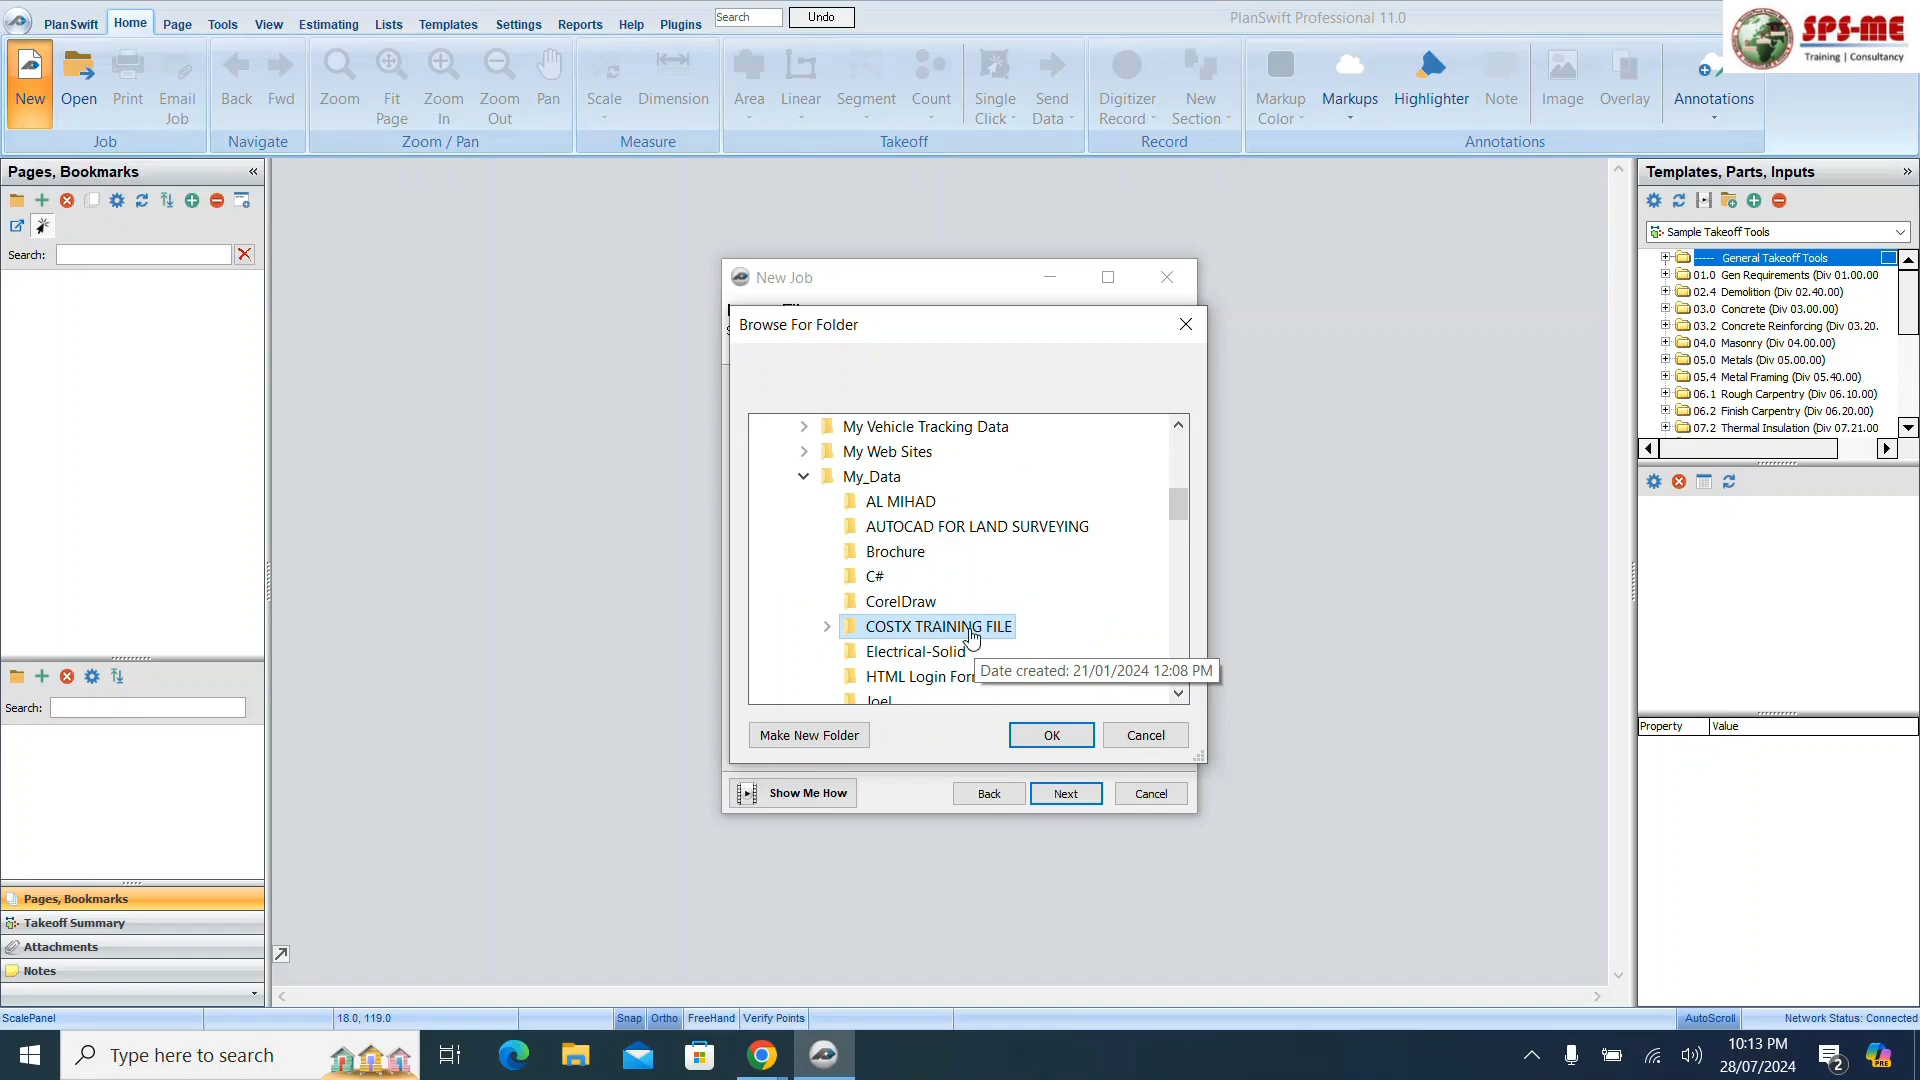 PlanSwift Home Page Tools View Estimating Lists Templates Settings Reports Help Plugins Search Undo
PlanSwift Professional 11.0
SPS-ME
Training | Consultancy
New Open Print Email Job
Back Fwd
Zoom Fit Page Zoom In Zoom Out Pan
Scale Dimension
Area Linear Segment Count Single Click Send Data
Digitizer Record New Section
Markup Color Markups Highlighter Note Image Overlay Annotations
Job Navigate Zoom / Pan Measure Takeoff Record Annotations
Pages, Bookmarks
Search:
Search:
Pages, Bookmarks
Takeoff Summary
Attachments
Notes
New Job
Browse For Folder
My Vehicle Tracking Data
My Web Sites
My_Data
AL MIHAD
AUTOCAD FOR LAND SURVEYING
Brochure
C#
CorelDraw
COSTX TRAINING FILE
Electrical-Solid
HTML Login For
Joel
Date created: 21/01/2024 12:08 PM
Make New Folder OK Cancel
Show Me How Back Next Cancel
Templates, Parts, Inputs
Sample Takeoff Tools
----- General Takeoff Tools
01.0 Gen Requirements (Div 01.00.00
02.4 Demolition (Div 02.40.00)
03.0 Concrete (Div 03.00.00)
03.2 Concrete Reinforcing (Div 03.20.
04.0 Masonry (Div 04.00.00)
05.0 Metals (Div 05.00.00)
05.4 Metal Framing (Div 05.40.00)
06.1 Rough Carpentry (Div 06.10.00)
06.2 Finish Carpentry (Div 06.20.00)
07.2 Thermal Insulation (Div 07.21.00
Property Value
ScalePanel 18.0, 119.0 Snap Ortho FreeHand Verify Points AutoScroll Network Status: Connected
Type here to search
10:13 PM
28/07/2024
2
PRE